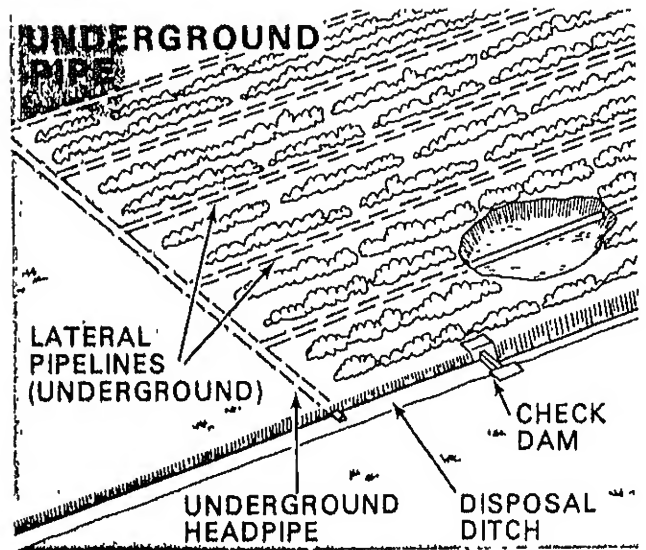 UNDERGROUND
PIPE
LATERAL
PIPELINES
(UNDERGROUND)
CHECK
DAM
UNDERGROUND
HEADPIPE
DISPOSAL
DITCH